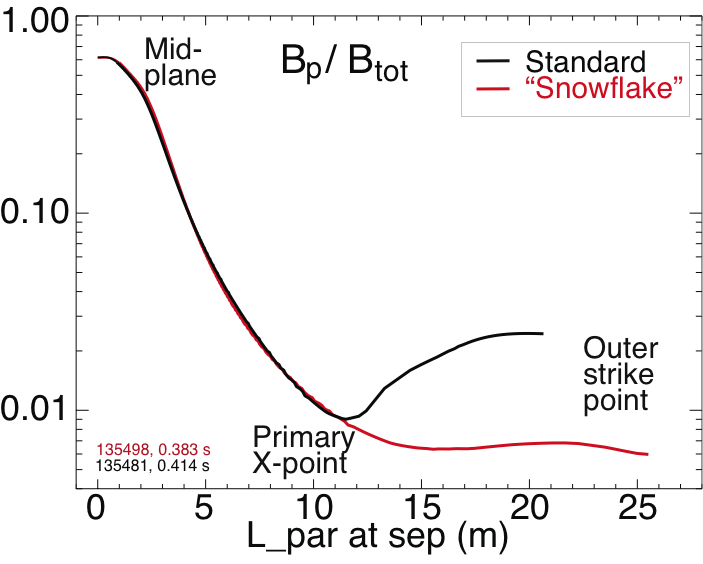 1.00
0.10
0.01
Mid-
plane
Bp/ Btot
Standard
“Snowflake”
Outer
strike
point
Primary
X-point
135498, 0.383 s
135481, 0.414 s
0 5 10 15 20 25
L_par at sep (m)